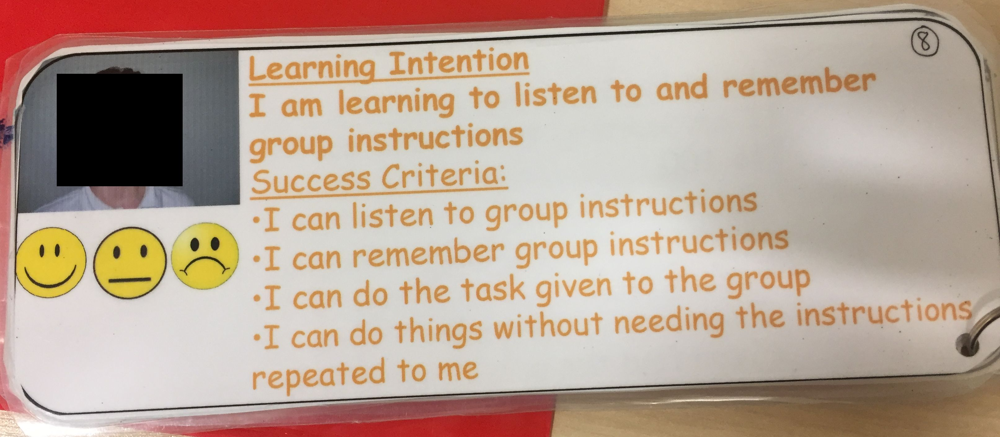 8
Learning Intention
I am learning to listen to and remember
group instructions
Success Criteria:
•I can listen to group instructions
•I can remember group instructions
•I can do the task given to the group
•I can do things without needing the instructions
repeated to me